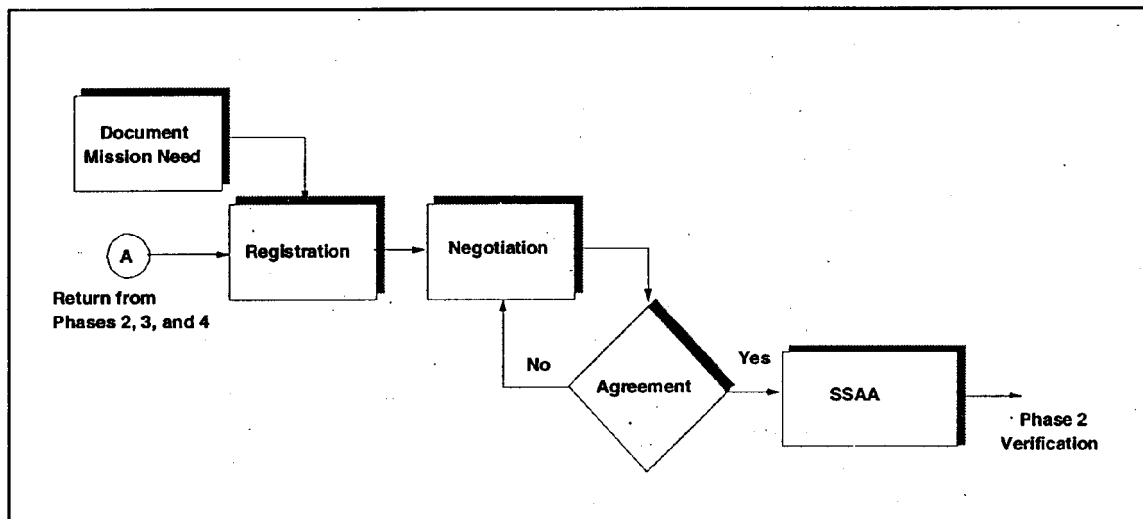 Document
Mission Need
Registration
Negotiation
A
Return from
Phases 2, 3, and 4
No
Yes
Agreement
SSAA
Phase 2
Verification